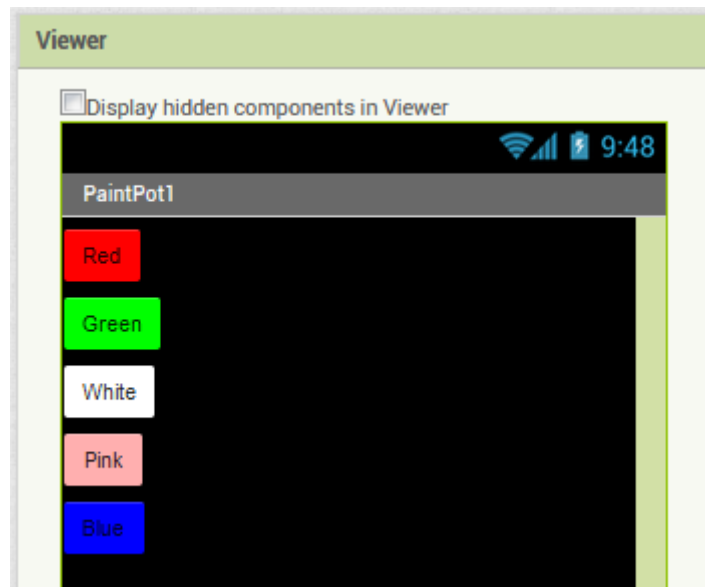 Viewer
Display hidden components in Viewer
9:48
PaintPot1
Red
Green
White
Pink
Blue